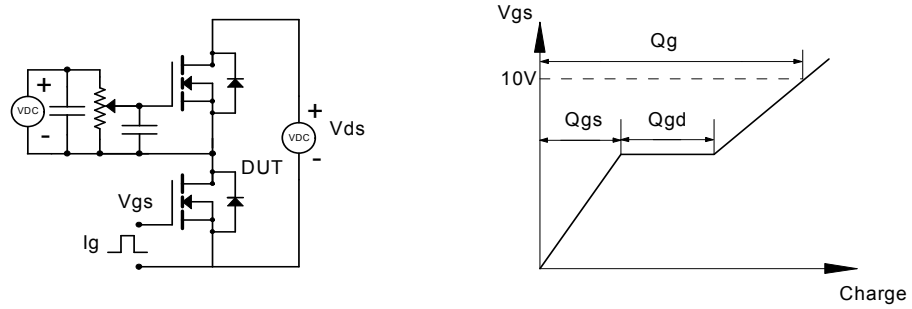 +
VDC
-
+
VDC
-
Vds
DUT
Vgs
Ig
Vgs
Qg
10V
Qgs
Qgd
Charge